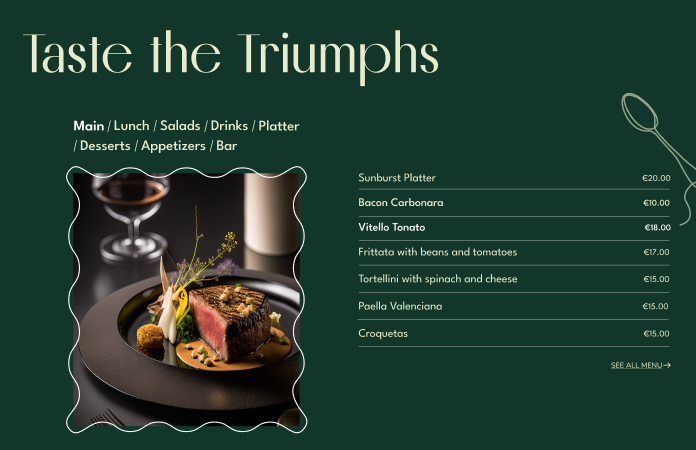 Taste the Triumphs
Main / Lunch / Salads / Drinks / Platter
/ Desserts / Appetizers / Bar
Sunburst Platter €20.00
Bacon Carbonara €10.00
Vitello Tonato €18.00
Frittata with beans and tomatoes €17.00
Tortellini with spinach and cheese €15.00
Paella Valenciana €15.00
Croquetas €15.00
SEE ALL MENU→